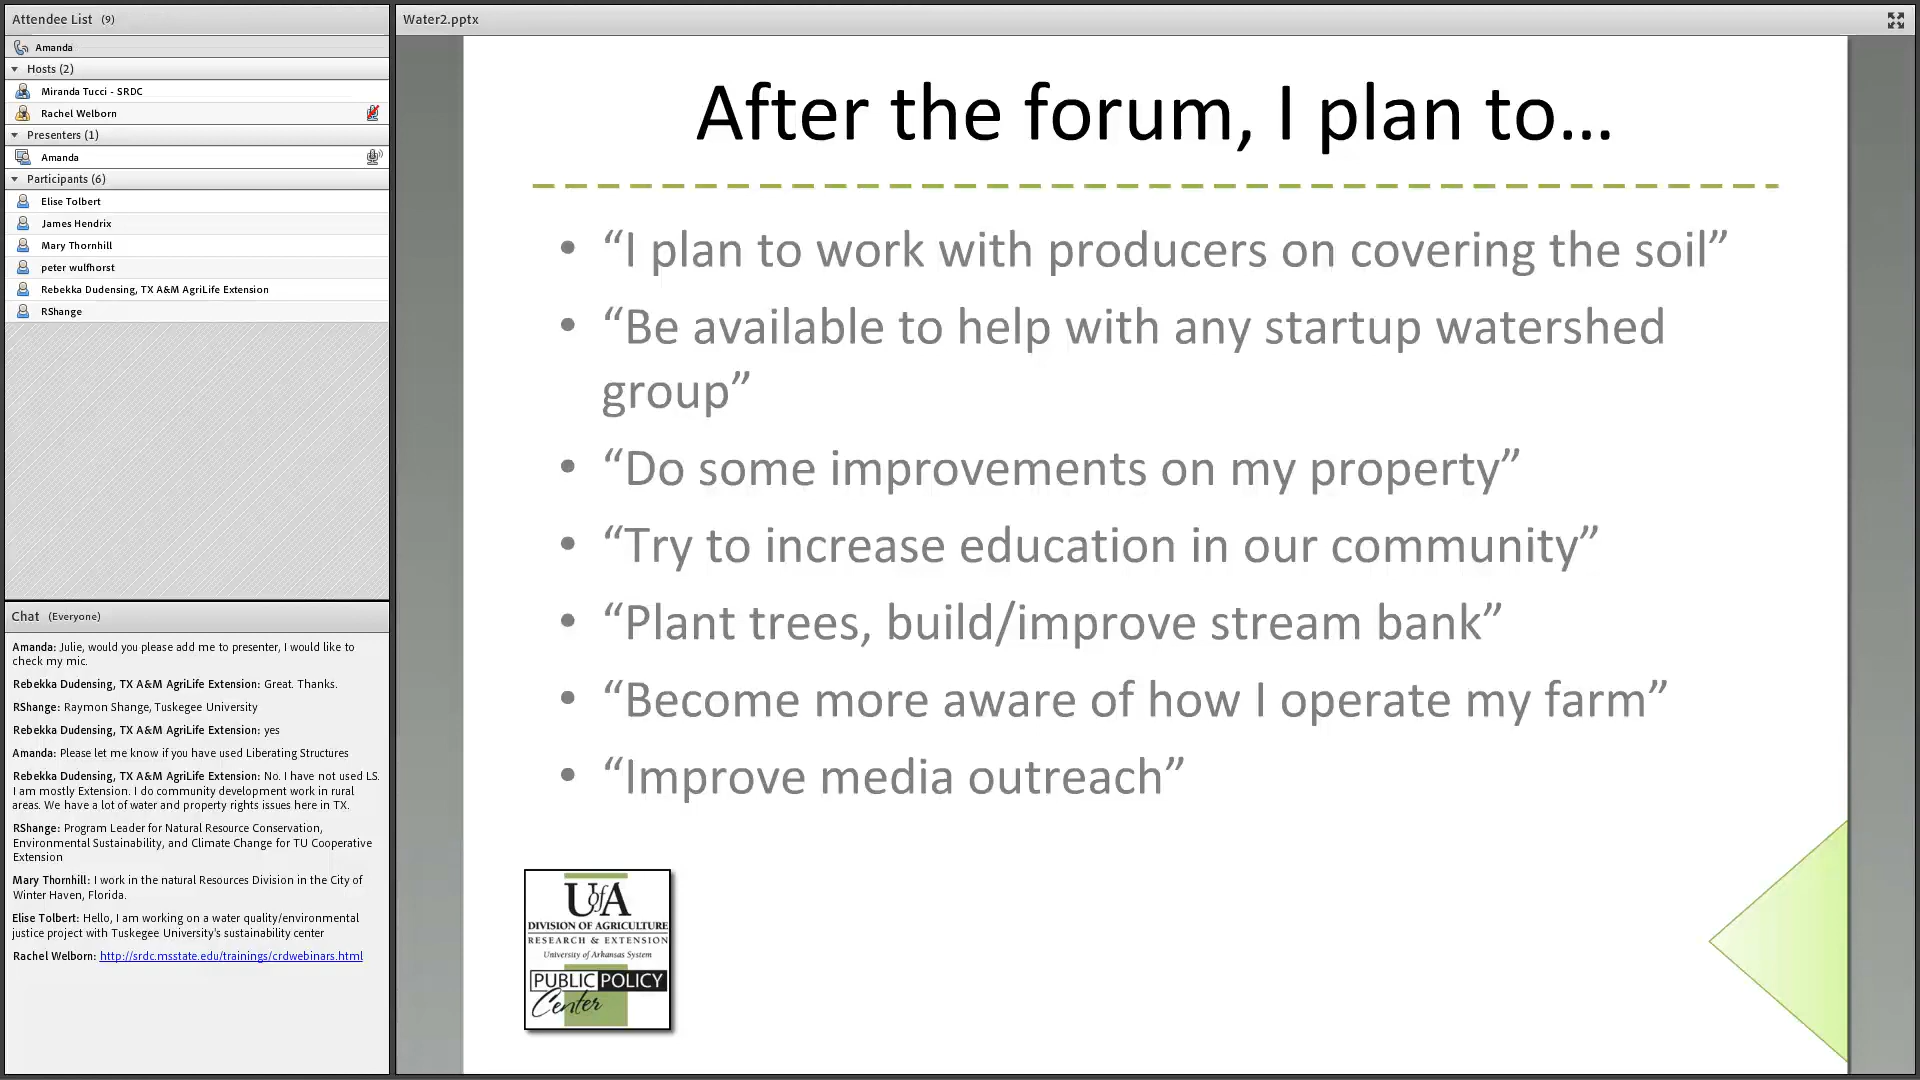 Attendee List (9)
Amanda
Hosts (2)
Miranda Tucci - SRDC
Rachel Welborn
Presenters (1)
Amanda
Participants (6)
Elise Tolbert
James Hendrix
Mary Thornhill
peter wulfhorst
Rebekka Dudensing, TX A&M AgriLife Extension
RShange
Chat (Everyone)
Amanda: Julie, would you please add me to presenter, I would like to
check my mic.
Rebekka Dudensing, TX A&M AgriLife Extension: Great. Thanks.
RShange: Raymon Shange, Tuskegee University
Rebekka Dudensing, TX A&M AgriLife Extension: yes
Amanda: Please let me know if you have used Liberating Structures
Rebekka Dudensing, TX A&M AgriLife Extension: No. I have not used LS.
I am mostly Extension. I do community development work in rural
areas. We have a lot of water and property rights issues here in TX.
RShange: Program Leader for Natural Resource Conservation,
Environmental Sustainability, and Climate Change for TU Cooperative
Extension
Mary Thornhill: I work in the natural Resources Division in the City of
Winter Haven, Florida.
Elise Tolbert: Hello, I am working on a water quality/environmental
justice project with Tuskegee University's sustainability center
Rachel Welborn: http://srdc.msstate.edu/trainings/crdwebinars.html
Water2.pptx
After the forum, I plan to...
• “I plan to work with producers on covering the soil”
• “Be available to help with any startup watershed
group”
• “Do some improvements on my property”
• “Try to increase education in our community”
• “Plant trees, build/improve stream bank”
• “Become more aware of how I operate my farm”
• “Improve media outreach”
UofA
DIVISION OF AGRICULTURE
RESEARCH & EXTENSION
University of Arkansas System
PUBLIC POLICY
Center